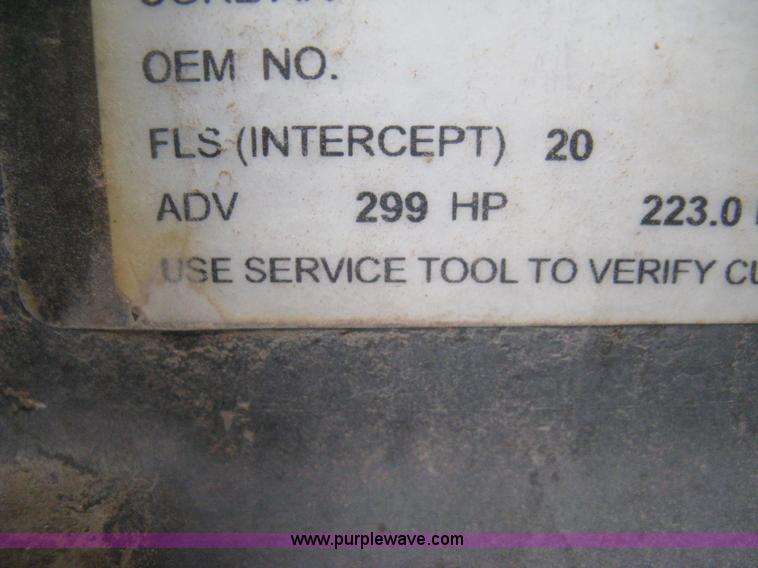 OEM NO.
FLS (INTERCEPT) 20
ADV 299 HP 223.0
USE SERVICE TOOL TO VERIFY
www.purplewave.com